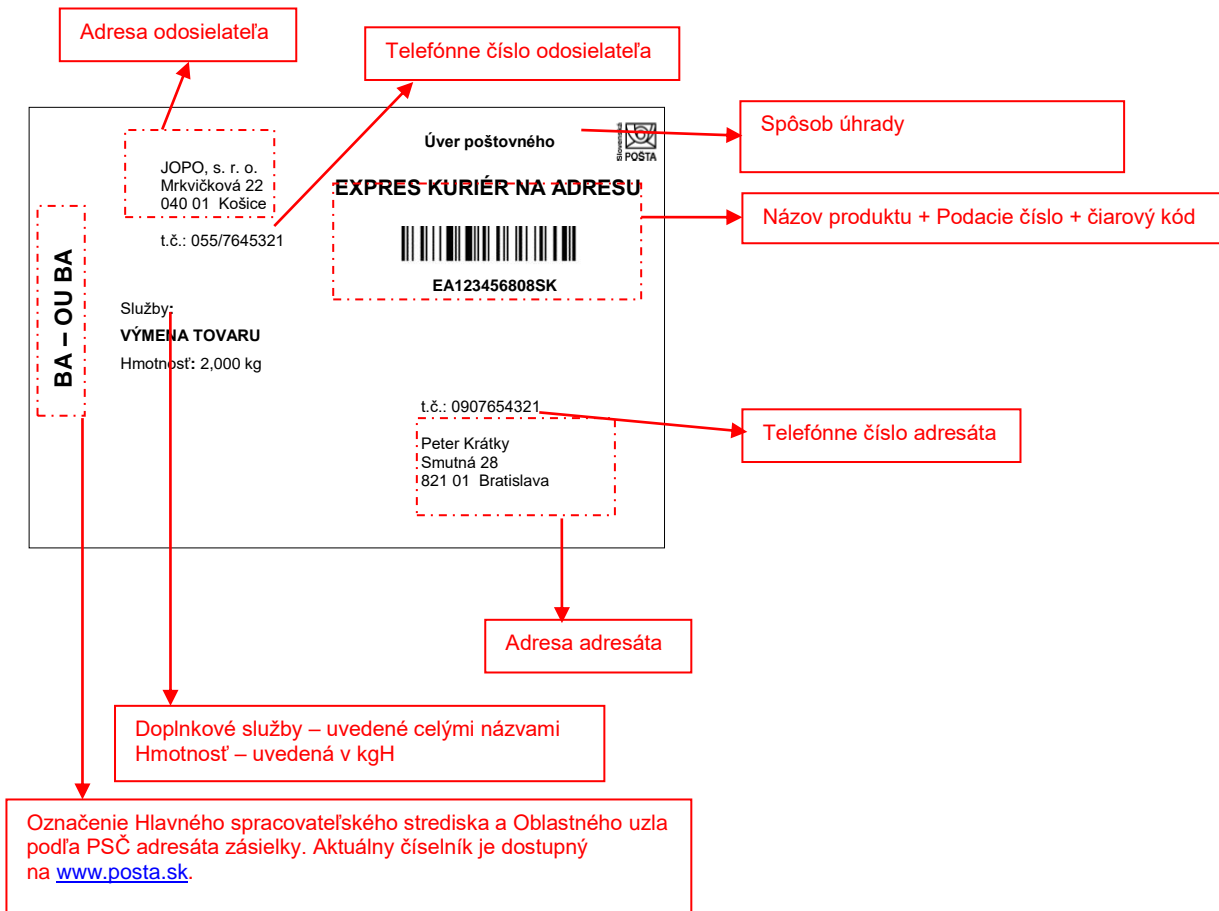 Adresa odosielateľa
Telefónne číslo odosielateľa
Spôsob úhrady
Úver poštovného
Slovenská
POŠTA
JOPO, s. r. o.
Mrkvičková 22
040 01 Košice
t.č.: 055/7645321
EXPRES KURIÉR NA ADRESU
EA123456808SK
Názov produktu + Podacie číslo + čiarový kód
BA – OU BA
Služby:
VÝMENA TOVARU
Hmotnosť: 2,000 kg
t.č.: 0907654321
Peter Krátky
Smutná 28
821 01 Bratislava
Telefónne číslo adresáta
Adresa adresáta
Doplnkové služby – uvedené celými názvami
Hmotnosť – uvedená v kgH
Označenie Hlavného spracovateľského strediska a Oblastného uzla
podľa PSČ adresáta zásielky. Aktuálny číselník je dostupný
na www.posta.sk.